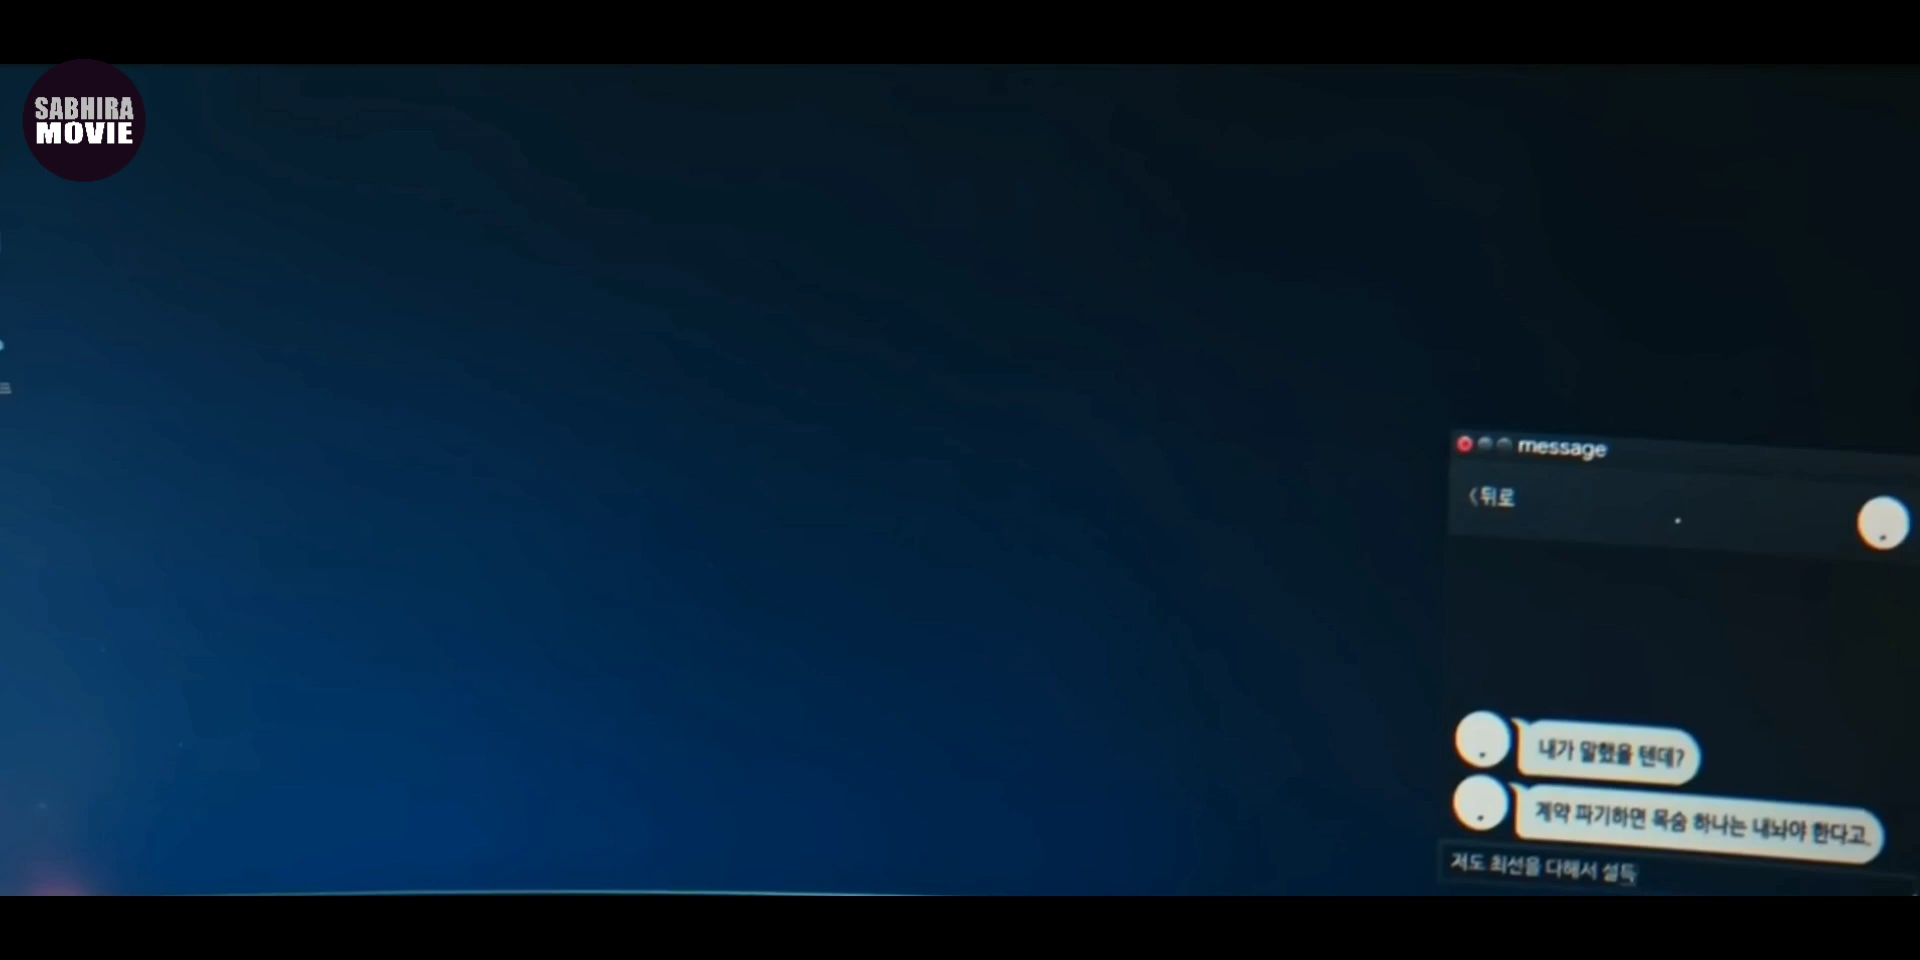 SABHIRA
MOVIE
message
〈뒤로
내가 말했을 텐데?
계약 파기하면 목숨 하나는 내놔야 한다고.
저도 최선을 다해서 설득